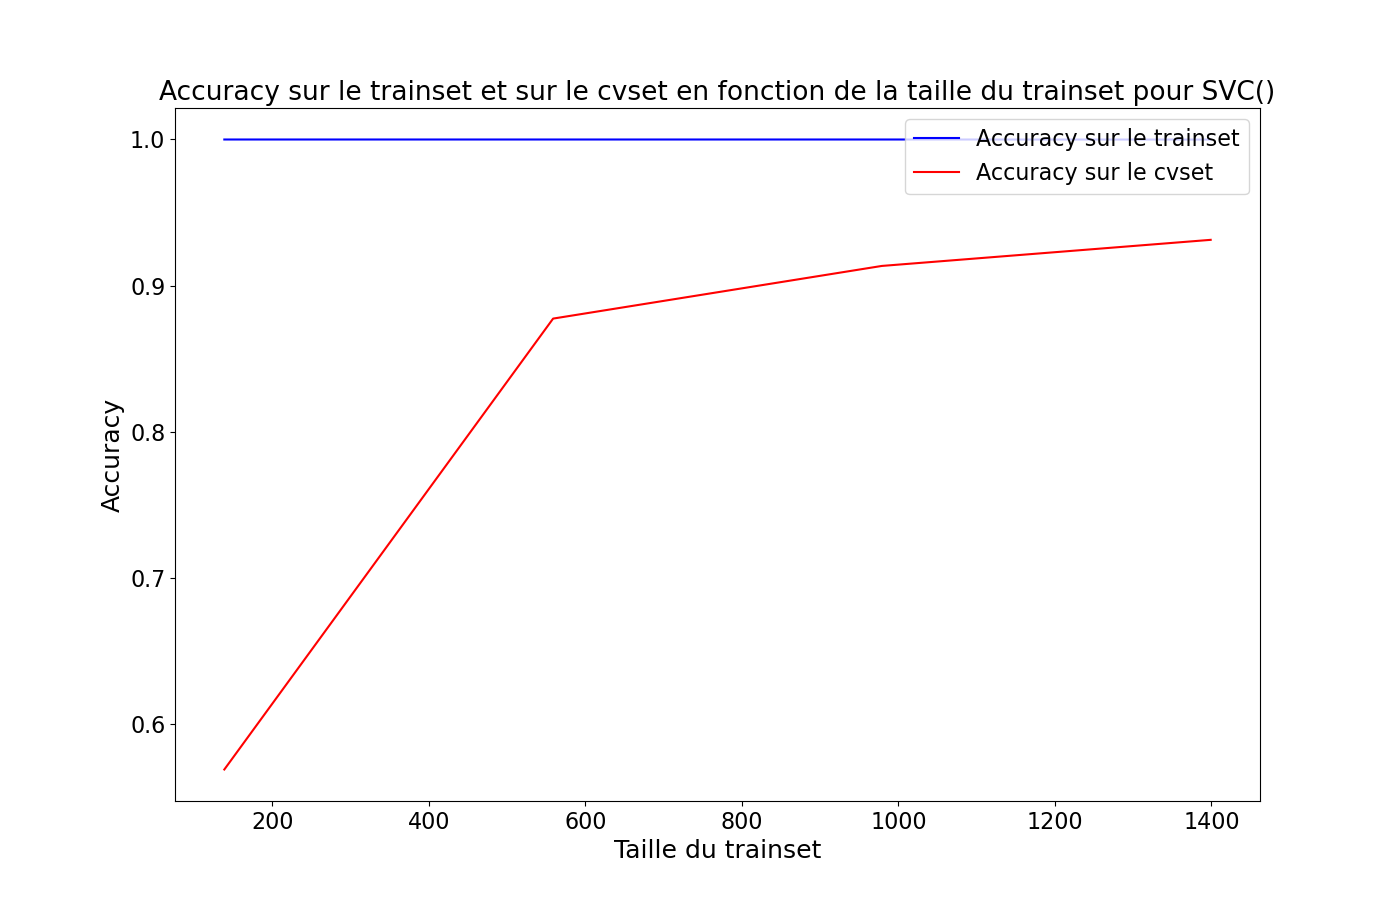 Accuracy sur le trainset et sur le cvset en fonction de la taille du trainset pour SVC()
Accuracy sur le trainset
Accuracy sur le cvset
Accuracy
1.0
0.9
0.8
0.7
0.6
200 400 600 800 1000 1200 1400
Taille du trainset